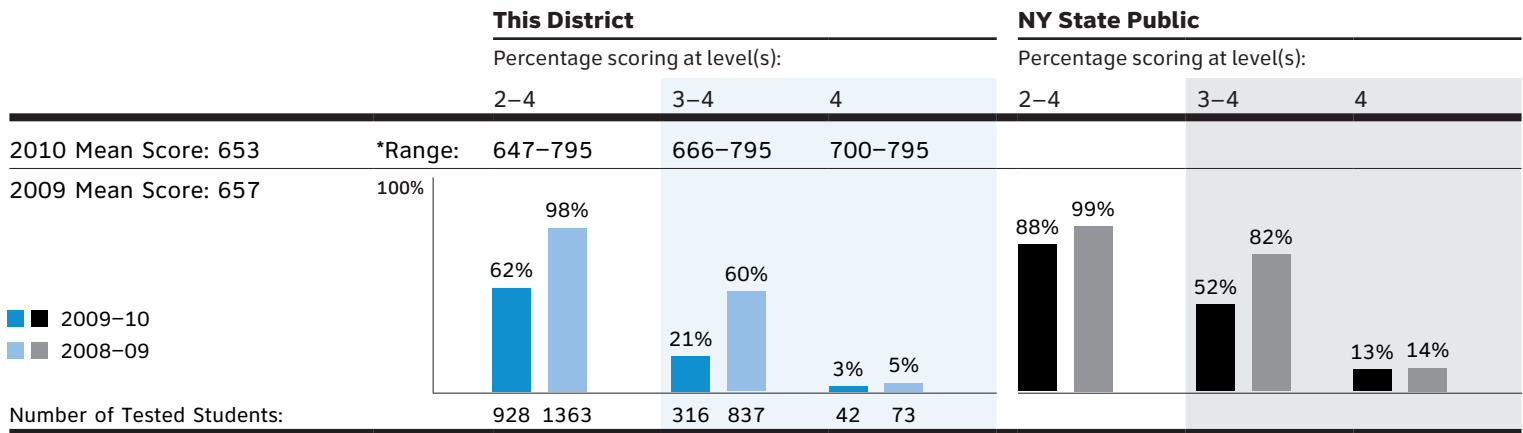 This District NY State Public
Percentage scoring at level(s): Percentage scoring at level(s):
2–4 3–4 4 2–4 3–4 4
2010 Mean Score: 653 *Range: 647–795 666–795 700–795
2009 Mean Score: 657 100%
98% 99%
88%
82%
62% 60%
52%
21%
3% 5% 13% 14%
2009–10
2008–09
Number of Tested Students: 928 1363 316 837 42 73